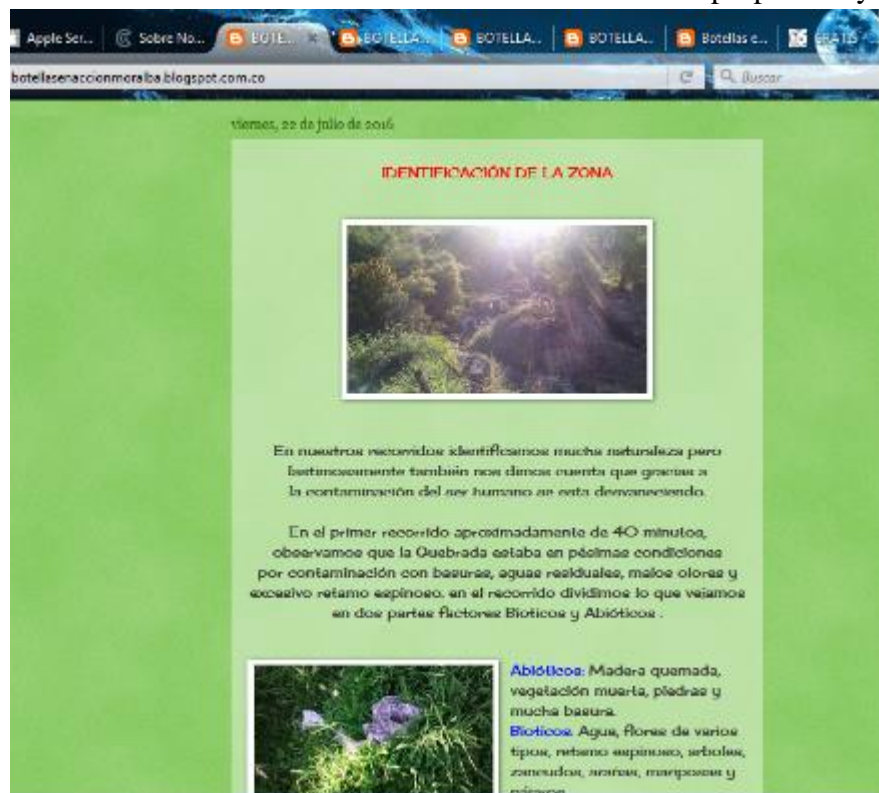 Apple Ser...
Sobre No...
BOTE...
BOTELLA...
BOTELLA...
BOTELLA...
Botellas e...
GRATIS
botellasenaccionmoralba.blogspot.com.co
Buscar
viernes, 22 de julio de 2016
IDENTIFICACIÓN DE LA ZONA
En nuestros recorridos identificamos mucha naturaleza pero
lastimosamente también nos dimos cuenta que gracias a
la contaminación del ser humano se esta desvaneciendo.
En el primer recorrido aproximadamente de 40 minutos,
observamos que la Quebrada estaba en pésimas condiciones
por contaminación con basuras, aguas residuales, malos olores y
excesivo retamo espinoso. en el recorrido dividimos lo que veíamos
en dos partes factores Bioticos y Abióticos .
Abióticos: Madera quemada,
vegetación muerta, piedras y
mucha basura.
Bioticos: Agua, flores de varios
tipos, retamo espinoso, arboles,
zancudos, arañas, mariposas y